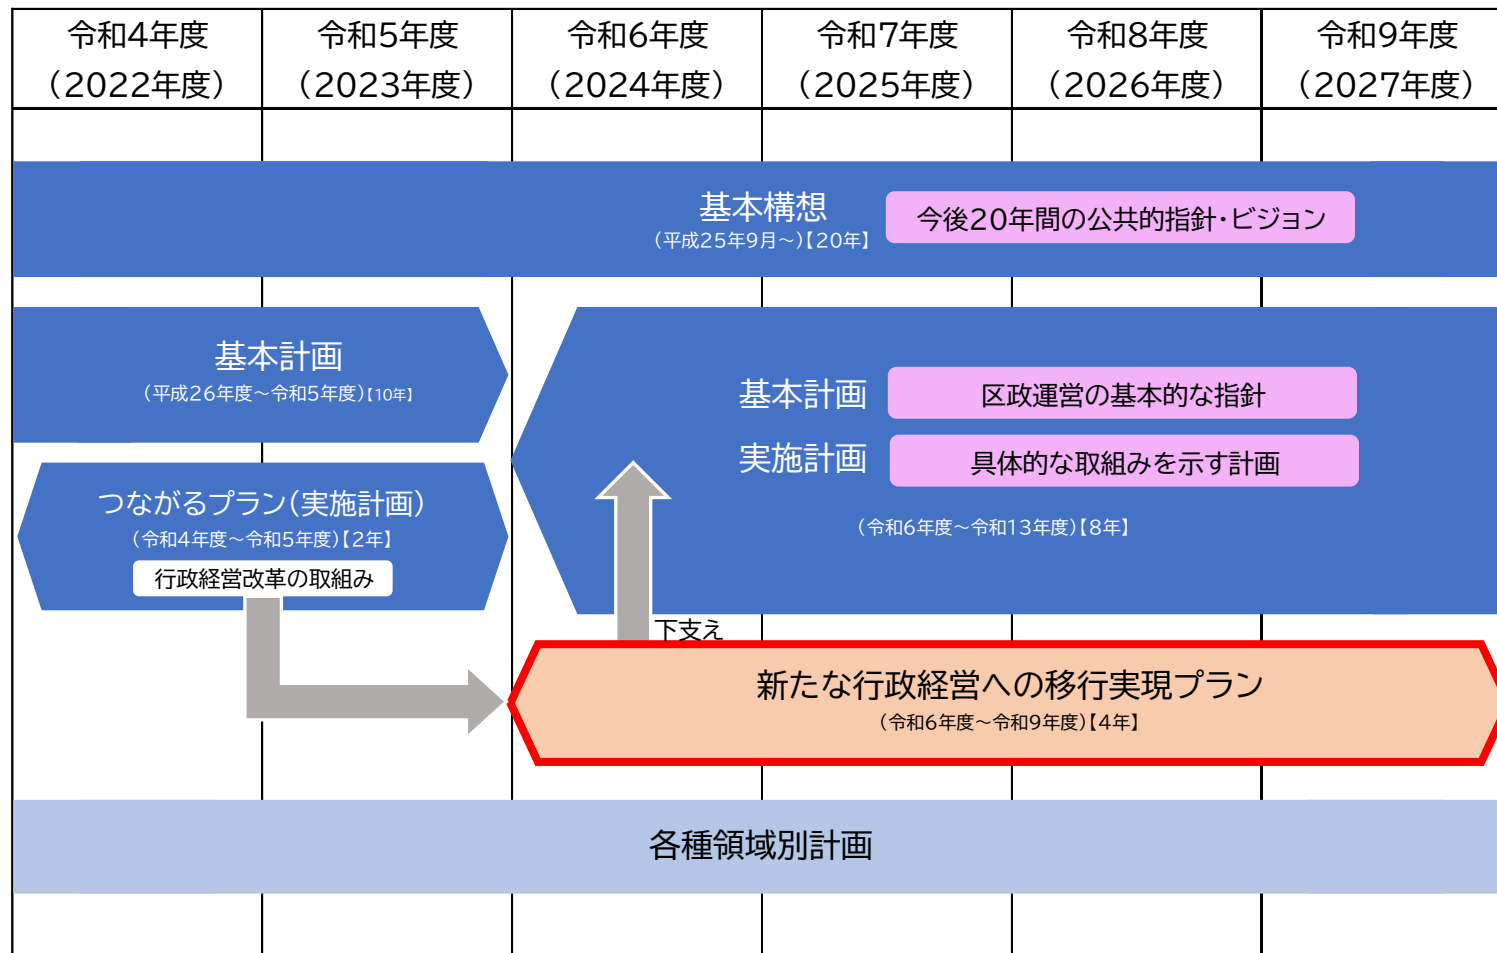 令和4年度
（2022年度）
令和5年度
（2023年度）
令和6年度
（2024年度）
令和7年度
（2025年度）
令和8年度
（2026年度）
令和9年度
（2027年度）
基本構想
（平成25年9月～）【20年】
今後20年間の公共的指針・ビジョン
基本計画
（平成26年度～令和5年度）【10年】
つながるプラン（実施計画）
（令和4年度～令和5年度）【2年】
行政経営改革の取組み
基本計画
区政運営の基本的な指針
実施計画
具体的な取組みを示す計画
（令和6年度～令和13年度）【8年】
下支え
新たな行政経営への移行実現プラン
（令和6年度～令和9年度）【4年】
各種領域別計画